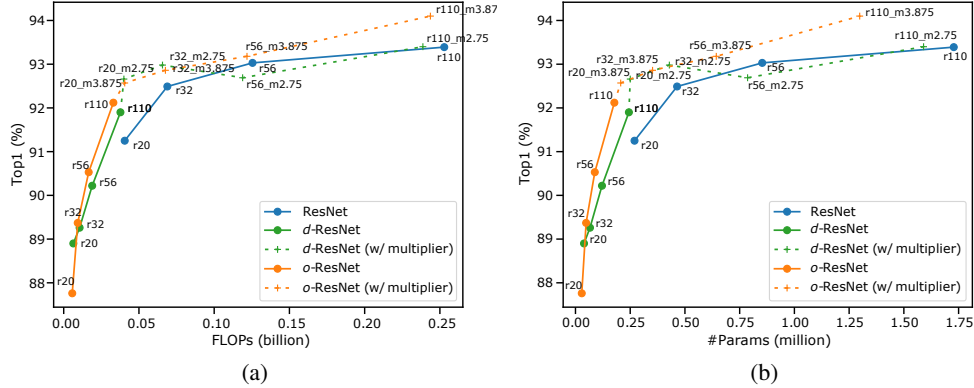 94
93
92
91
90
89
88
Top1 (%)
0.00 0.05 0.10 0.15 0.20 0.25
FLOPs (billion)
r110_m3.87
r110_m2.75
r110
r56_m3.875
r32_m2.75
r20_m2.75
r32_m3.875
r56
r20_m3.875
r56_m2.75
r32
r110
r110
r20
r56
r56
r32
r32
r20
r20
ResNet
d-ResNet
d-ResNet (w/ multiplier)
o-ResNet
o-ResNet (w/ multiplier)
(a)
94
93
92
91
90
89
88
Top1 (%)
0.00 0.25 0.50 0.75 1.00 1.25 1.50 1.75
#Params (million)
r110_m3.875
r110_m2.75
r110
r56_m3.875
r32_m3.875
r32_m2.75
r56
r20_m3.875
r20_m2.75
r56_m2.75
r32
r110
r110
r20
r56
r56
r32
r32
r20
r20
ResNet
d-ResNet
d-ResNet (w/ multiplier)
o-ResNet
o-ResNet (w/ multiplier)
(b)